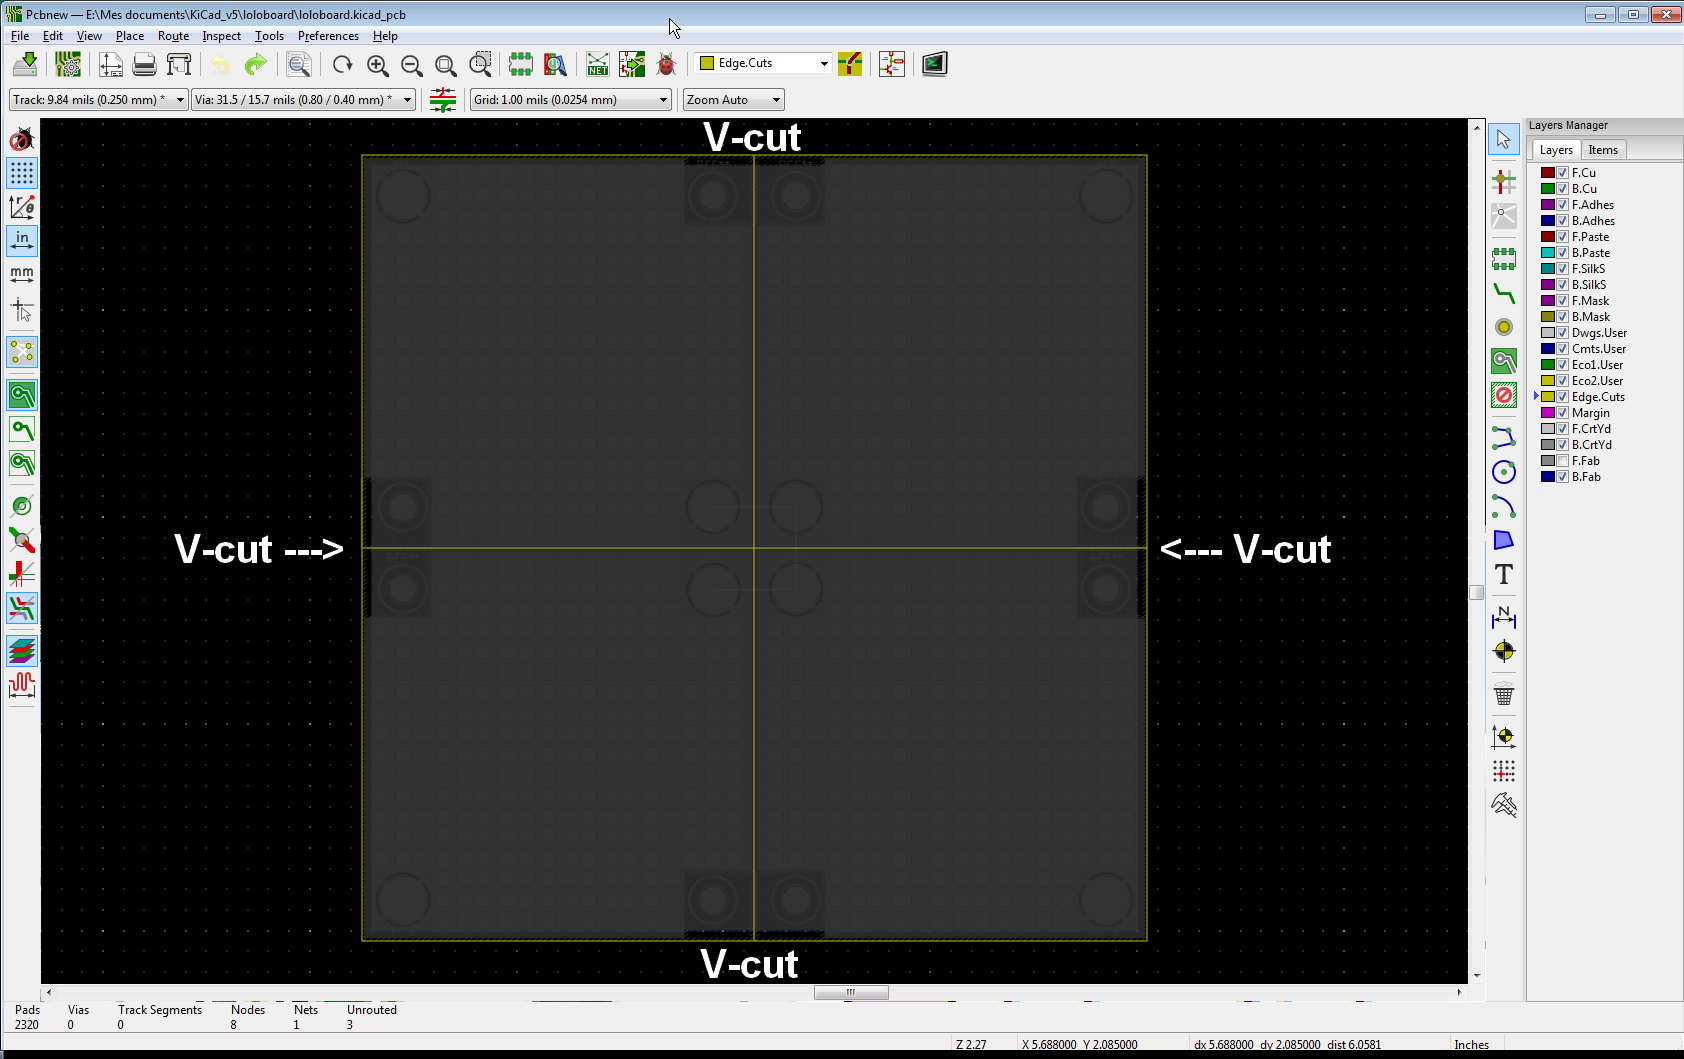 Pcbnew — E:\Mes documents\KiCad_v5\loloboard\loloboard.kicad_pcb
File Edit View Place Route Inspect Tools Preferences Help
NET
Edge.Cuts
Track: 9.84 mils (0.250 mm) *
Via: 31.5 / 15.7 mils (0.80 / 0.40 mm) *
Grid: 1.00 mils (0.0254 mm)
Zoom Auto
in
mm
V-cut
V-cut --->
<--- V-cut
V-cut
T
N
Layers Manager
Layers Items
F.Cu
B.Cu
F.Adhes
B.Adhes
F.Paste
B.Paste
F.SilkS
B.SilkS
F.Mask
B.Mask
Dwgs.User
Cmts.User
Eco1.User
Eco2.User
Edge.Cuts
Margin
F.CrtYd
B.CrtYd
F.Fab
B.Fab
Pads Vias Track Segments Nodes Nets Unrouted
2320 0 0 8 1 3
Z 2.27 X 5.688000 Y 2.085000 dx 5.688000 dy 2.085000 dist 6.0581 Inches